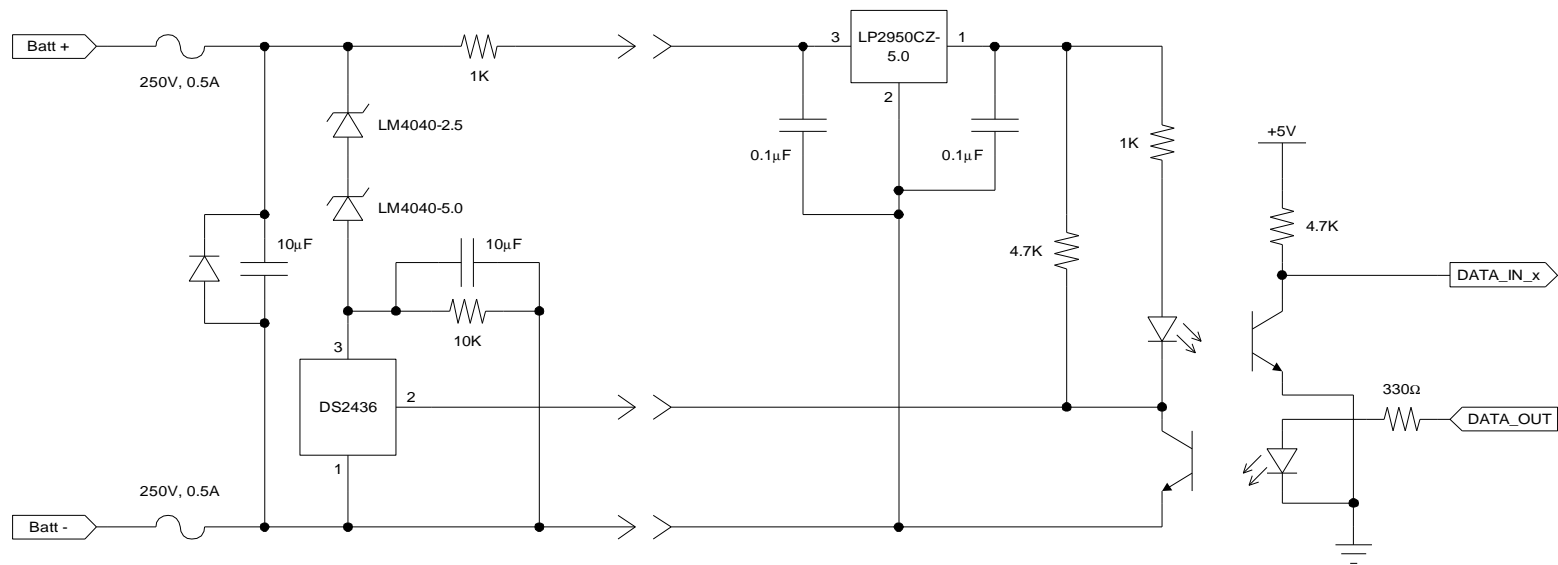 Batt +
250V, 0.5A
1K
LM4040-2.5
LM4040-5.0
10µF
10µF
10K
3
DS2436
2
1
250V, 0.5A
Batt -
3
LP2950CZ-
5.0
1
2
0.1µF
0.1µF
4.7K
1K
+5V
4.7K
DATA_IN_x
330Ω
DATA_OUT